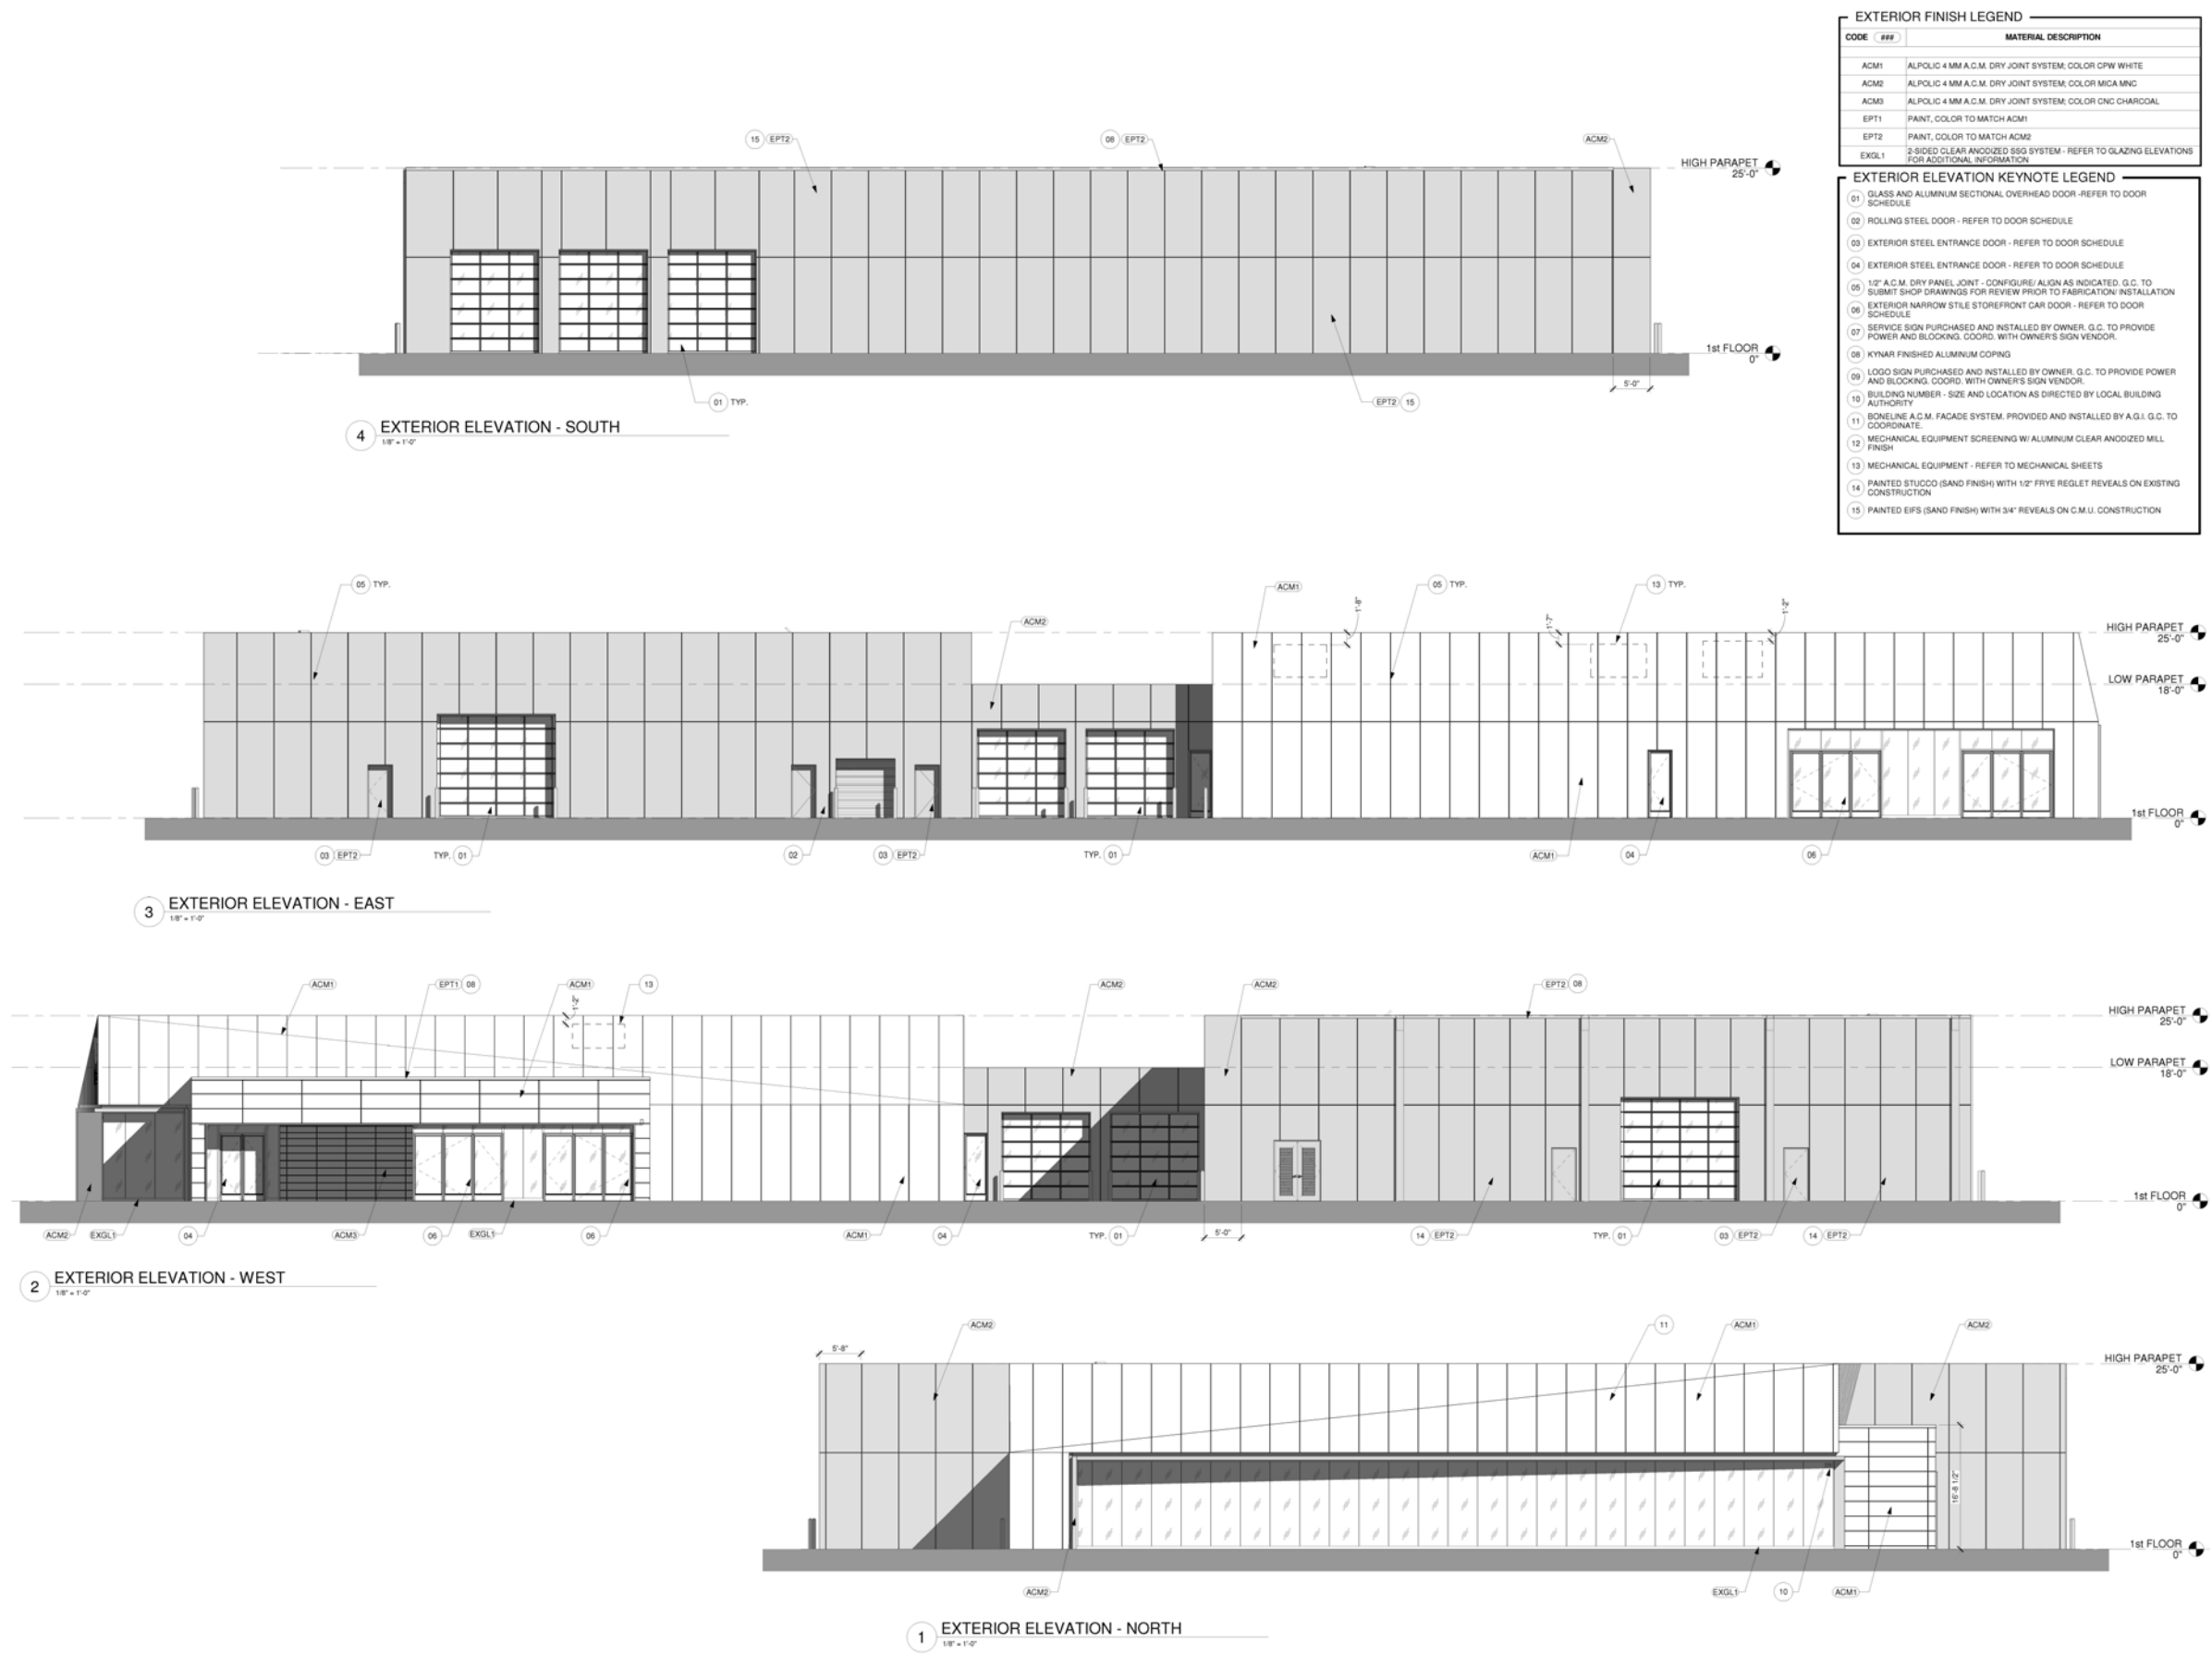 EXTERIOR FINISH LEGEND
CODE ### MATERIAL DESCRIPTION
ACM1 ALPOLIC 4 MM A.C.M. DRY JOINT SYSTEM; COLOR CPW WHITE
ACM2 ALPOLIC 4 MM A.C.M. DRY JOINT SYSTEM; COLOR MICA MNC
ACM3 ALPOLIC 4 MM A.C.M. DRY JOINT SYSTEM; COLOR CNC CHARCOAL
EPT1 PAINT, COLOR TO MATCH ACM1
EPT2 PAINT, COLOR TO MATCH ACM2
EXGL1 2-SIDED CLEAR ANODIZED SSG SYSTEM - REFER TO GLAZING ELEVATIONS
FOR ADDITIONAL INFORMATION
EXTERIOR ELEVATION KEYNOTE LEGEND
01 GLASS AND ALUMINUM SECTIONAL OVERHEAD DOOR -REFER TO DOOR
SCHEDULE
02 ROLLING STEEL DOOR - REFER TO DOOR SCHEDULE
03 EXTERIOR STEEL ENTRANCE DOOR - REFER TO DOOR SCHEDULE
04 EXTERIOR STEEL ENTRANCE DOOR - REFER TO DOOR SCHEDULE
05 1/2" A.C.M. DRY PANEL JOINT - CONFIGURE/ ALIGN AS INDICATED. G.C. TO
SUBMIT SHOP DRAWINGS FOR REVIEW PRIOR TO FABRICATION/ INSTALLATION
06 EXTERIOR NARROW STILE STOREFRONT CAR DOOR - REFER TO DOOR
SCHEDULE
07 SERVICE SIGN PURCHASED AND INSTALLED BY OWNER. G.C. TO PROVIDE
POWER AND BLOCKING. COORD. WITH OWNER'S SIGN VENDOR.
08 KYNAR FINISHED ALUMINUM COPING
09 LOGO SIGN PURCHASED AND INSTALLED BY OWNER. G.C. TO PROVIDE POWER
AND BLOCKING. COORD. WITH OWNER'S SIGN VENDOR.
10 BUILDING NUMBER - SIZE AND LOCATION AS DIRECTED BY LOCAL BUILDING
AUTHORITY
11 BONELINE A.C.M. FACADE SYSTEM. PROVIDED AND INSTALLED BY A.G.I. G.C. TO
COORDINATE.
12 MECHANICAL EQUIPMENT SCREENING W/ ALUMINUM CLEAR ANODIZED MILL
FINISH
13 MECHANICAL EQUIPMENT - REFER TO MECHANICAL SHEETS
14 PAINTED STUCCO (SAND FINISH) WITH 1/2" FRYE REGLET REVEALS ON EXISTING
CONSTRUCTION
15 PAINTED EIFS (SAND FINISH) WITH 3/4" REVEALS ON C.M.U. CONSTRUCTION
15 EPT2 08 EPT2 ACM2
HIGH PARAPET
25'-0"
1st FLOOR
0"
5'-0"
01 TYP. EPT2 15
4 EXTERIOR ELEVATION - SOUTH
1/8" = 1'-0"
05 TYP. ACM2 ACM1 1'-8" 05 TYP. 1'-7" 13 TYP. 1'-2"
HIGH PARAPET
25'-0"
LOW PARAPET
18'-0"
1st FLOOR
0"
03 EPT2 TYP. 01 02 03 EPT2 TYP. 01 ACM1 04 06
3 EXTERIOR ELEVATION - EAST
1/8" = 1'-0"
ACM1 EPT1 08 ACM1 1'-2" 13 ACM2 ACM2 EPT2 08
HIGH PARAPET
25'-0"
LOW PARAPET
18'-0"
1st FLOOR
0"
ACM2 EXGL1 04 ACM3 06 EXGL1 06 ACM1 04 TYP. 01 5'-0" 14 EPT2 TYP. 01 03 EPT2 14 EPT2
2 EXTERIOR ELEVATION - WEST
1/8" = 1'-0"
5'-8" ACM2 11 ACM1 ACM2
HIGH PARAPET
25'-0"
16'-8 1/2"
1st FLOOR
0"
ACM2 EXGL1 10 ACM1
1 EXTERIOR ELEVATION - NORTH
1/8" = 1'-0"